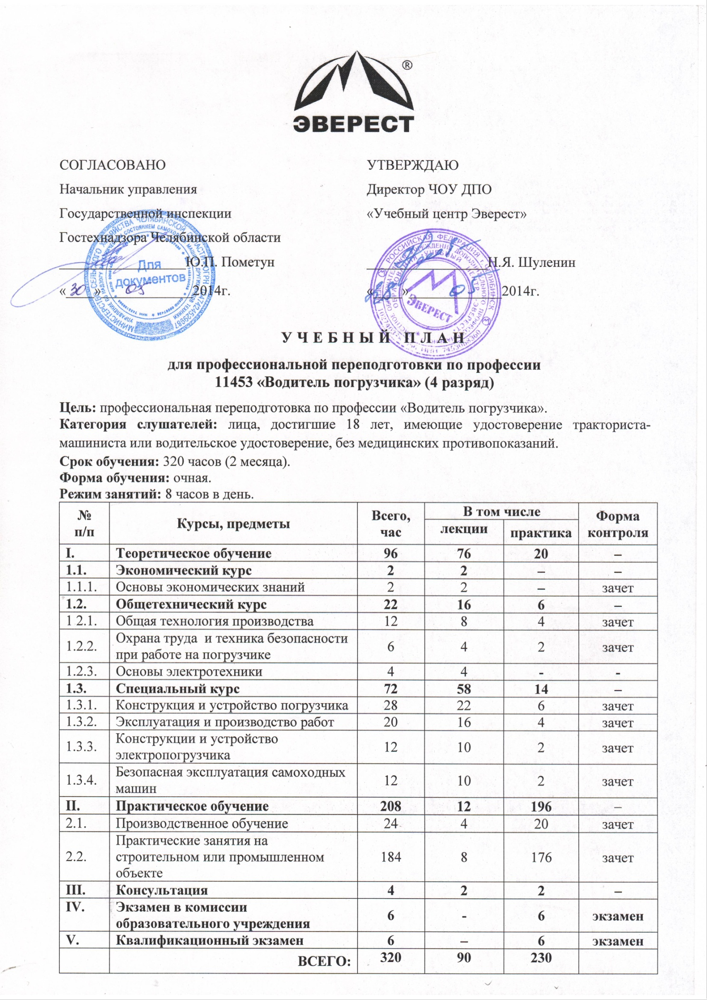 ®
ЭВЕРЕСТ
СОГЛАСОВАНО
Начальник управления
Государственной инспекции
Гостехнадзора Челябинской области
Ю.П. Пометун
«30» 05 2014г.
УТВЕРЖДАЮ
Директор ЧОУ ДПО
«Учебный центр Эверест»
Н.Я. Шуленин
«28» 05 2014г.
Для
документов
ЭВЕРЕСТ
УЧЕБНЫЙ ПЛАН
для профессиональной переподготовки по профессии
11453 «Водитель погрузчика» (4 разряд)
Цель: профессиональная переподготовка по профессии «Водитель погрузчика».
Категория слушателей: лица, достигшие 18 лет, имеющие удостоверение тракториста-
машиниста или водительское удостоверение, без медицинских противопоказаний.
Срок обучения: 320 часов (2 месяца).
Форма обучения: очная.
Режим занятий: 8 часов в день.
№ п/п Курсы, предметы Всего, час В том числе Форма контроля
лекции практика
I. Теоретическое обучение 96 76 20 –
1.1. Экономический курс 2 2 – –
1.1.1. Основы экономических знаний 2 2 – зачет
1.2. Общетехнический курс 22 16 6 –
1 2.1. Общая технология производства 12 8 4 зачет
1.2.2. Охрана труда и техника безопасности
при работе на погрузчике 6 4 2 зачет
1.2.3. Основы электротехники 4 4 - -
1.3. Специальный курс 72 58 14 –
1.3.1. Конструкция и устройство погрузчика 28 22 6 зачет
1.3.2. Эксплуатация и производство работ 20 16 4 зачет
1.3.3. Конструкции и устройство
электропогрузчика 12 10 2 зачет
1.3.4. Безопасная эксплуатация самоходных
машин 12 10 2 зачет
II. Практическое обучение 208 12 196 –
2.1. Производственное обучение 24 4 20 зачет
2.2. Практические занятия на
строительном или промышленном
объекте 184 8 176 зачет
III. Консультация 4 2 2 –
IV. Экзамен в комиссии
образовательного учреждения 6 - 6 экзамен
V. Квалификационный экзамен 6 – 6 экзамен
ВСЕГО: 320 90 230